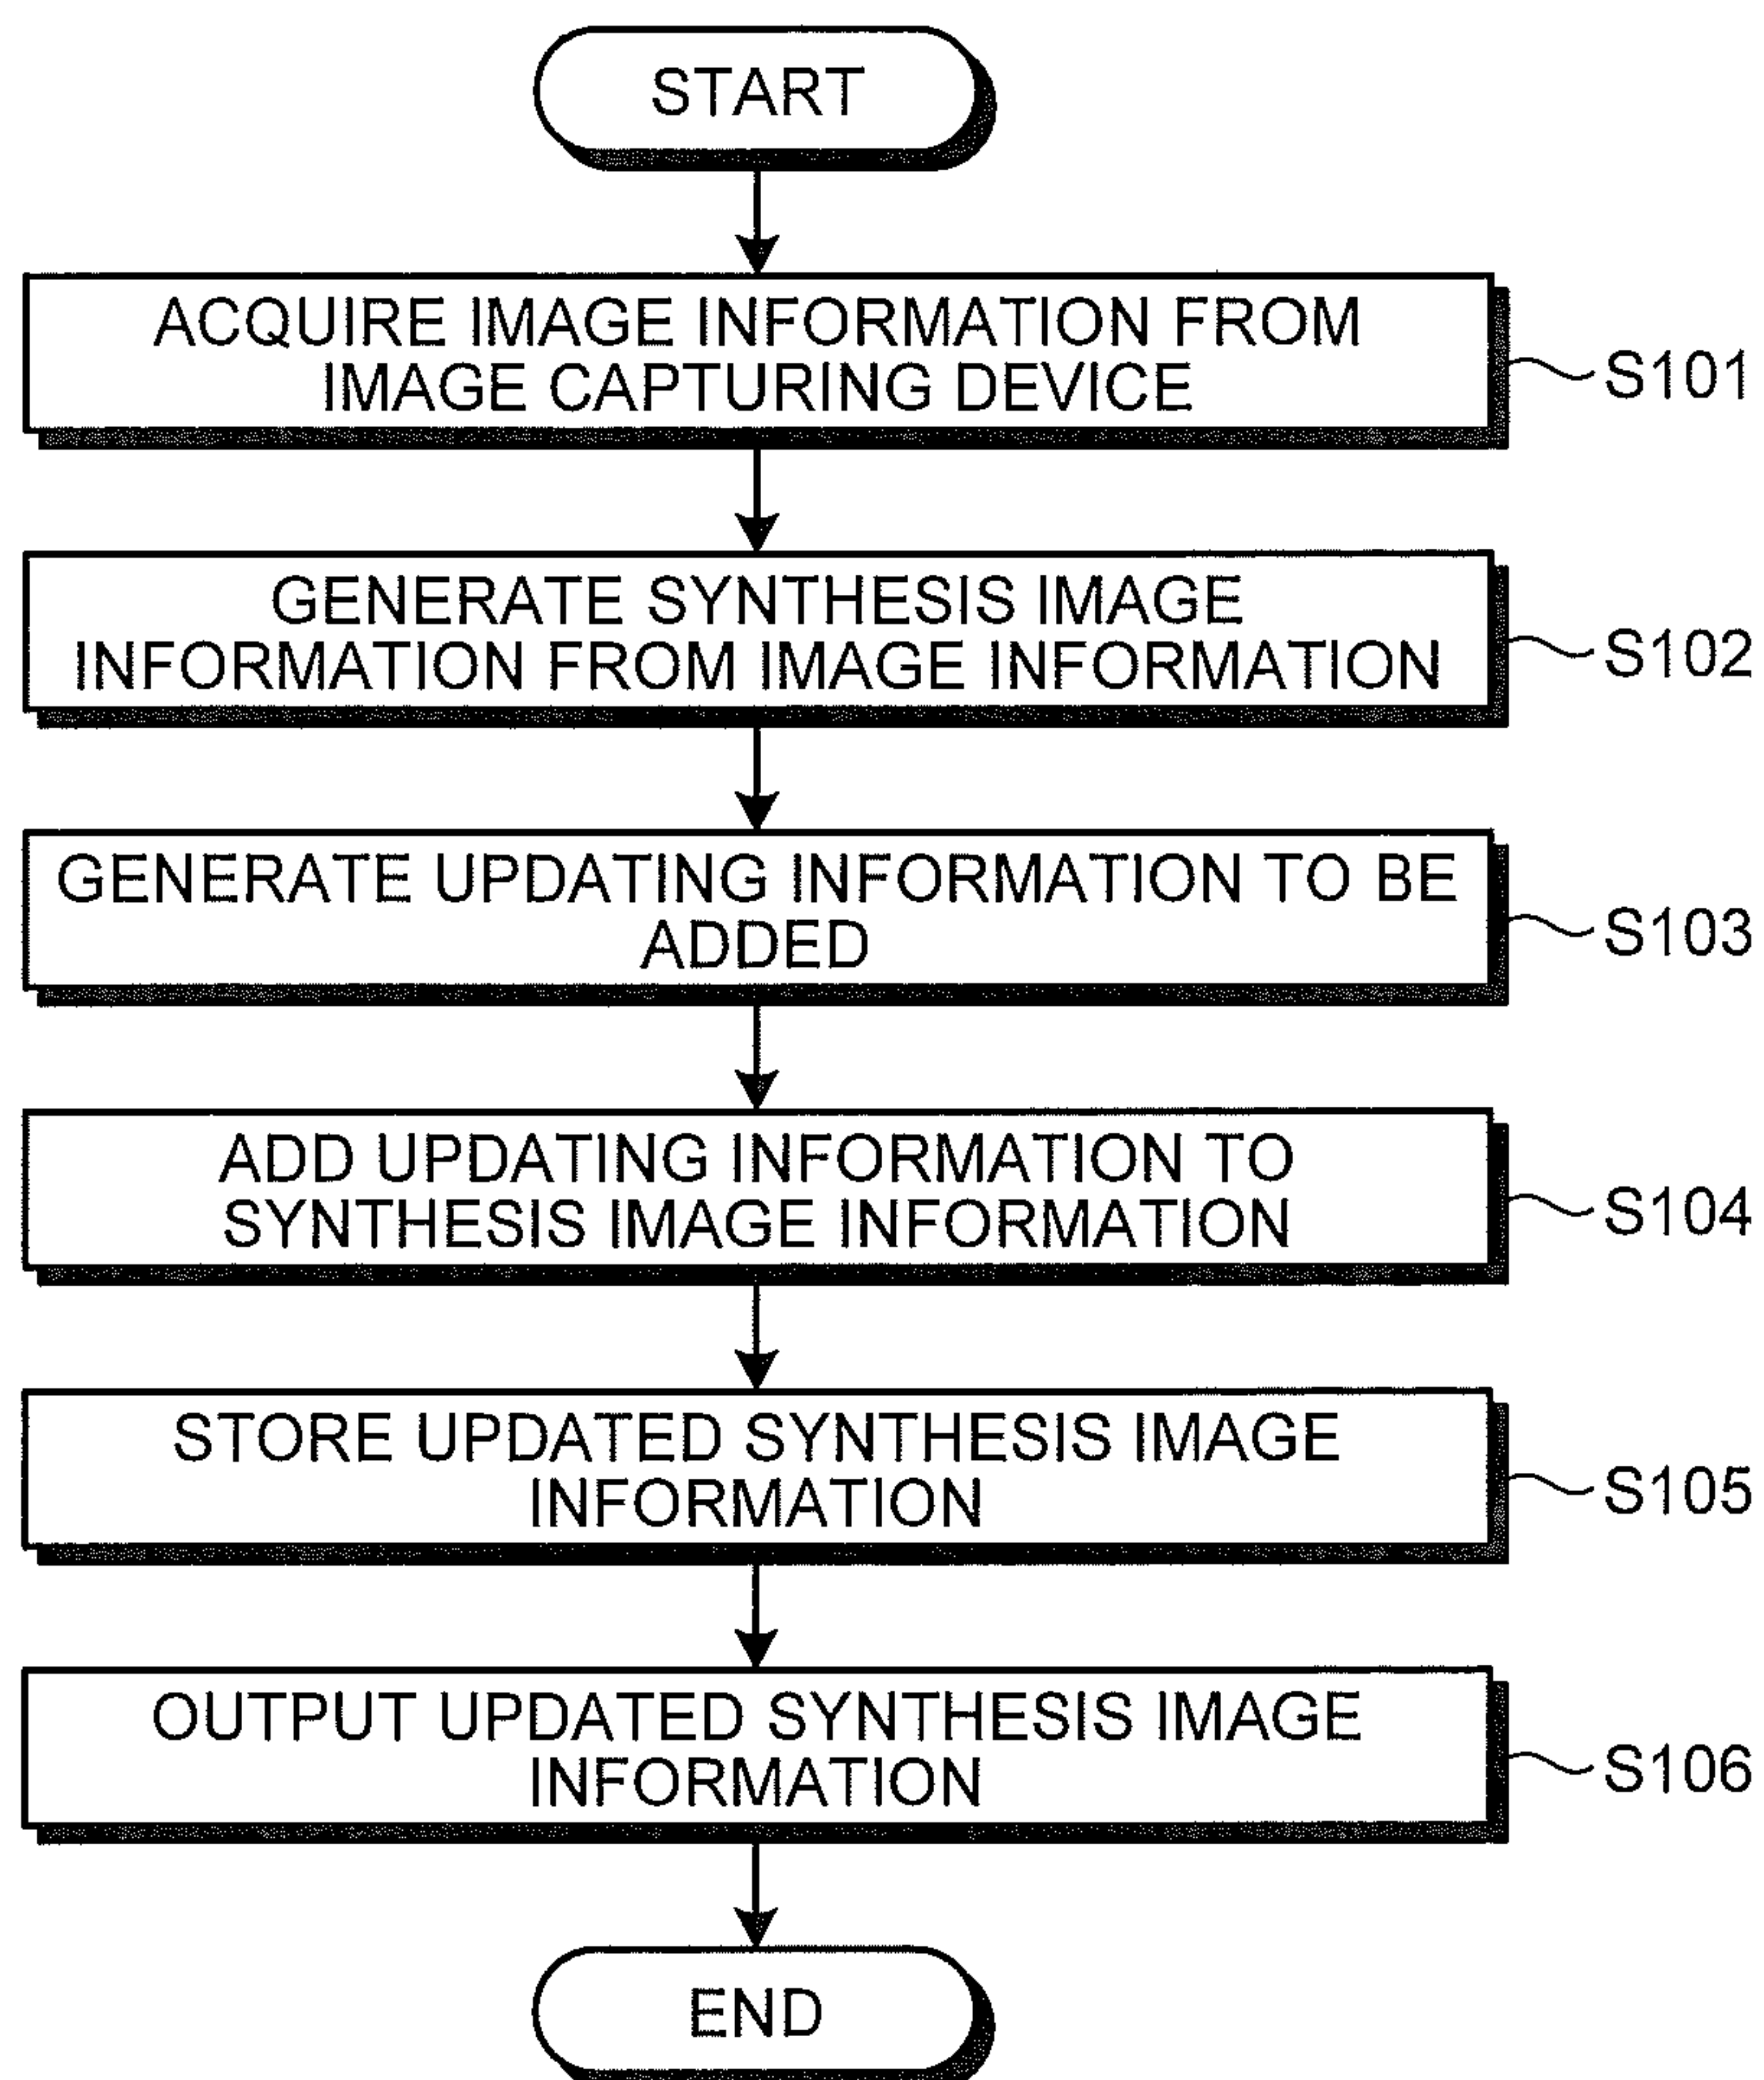 START
ACQUIRE IMAGE INFORMATION FROM
IMAGE CAPTURING DEVICE
S101
GENERATE SYNTHESIS IMAGE
INFORMATION FROM IMAGE INFORMATION
S102
GENERATE UPDATING INFORMATION TO BE
ADDED
S103
ADD UPDATING INFORMATION TO
SYNTHESIS IMAGE INFORMATION
S104
STORE UPDATED SYNTHESIS IMAGE
INFORMATION
S105
OUTPUT UPDATED SYNTHESIS IMAGE
INFORMATION
S106
END